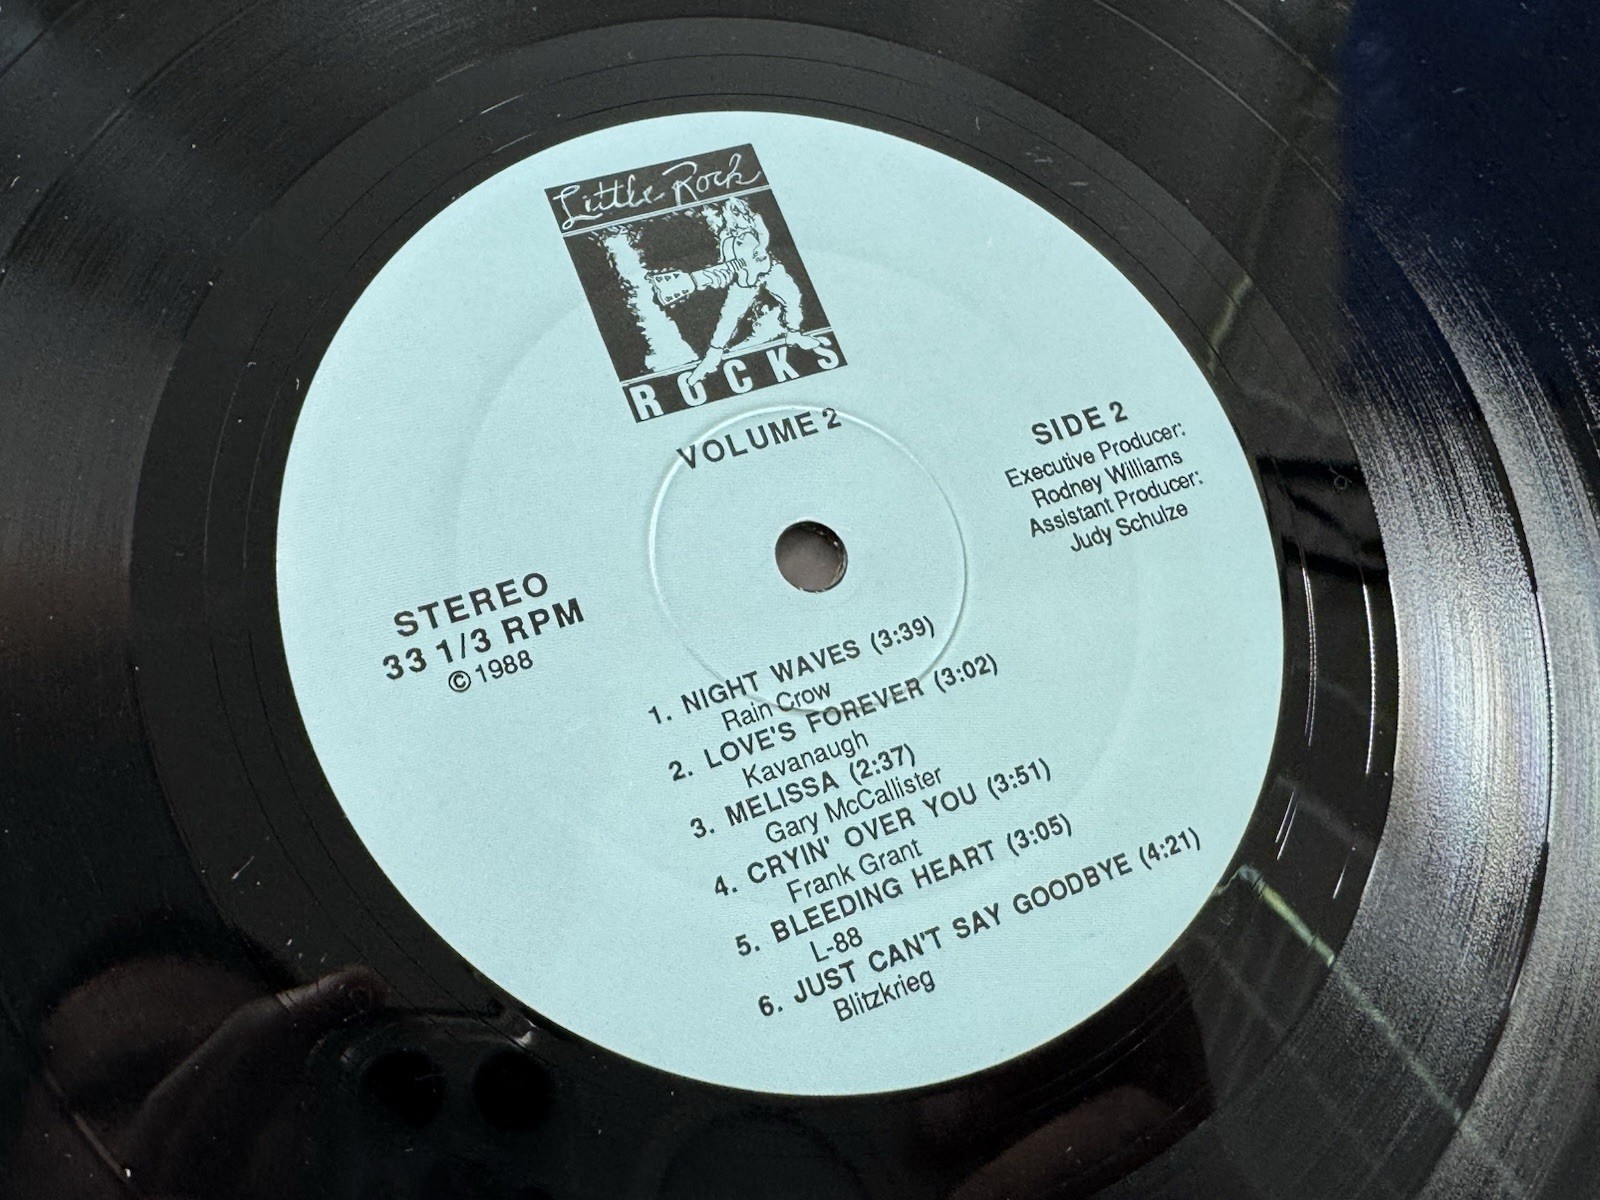 Little Rock
ROCKS
VOLUME 2
SIDE 2
Executive Producer:
Rodney Williams
Assistant Producer:
Judy Schulze
STEREO
33 1/3 RPM
©1988
1. NIGHT WAVES (3:39)
Rain Crow
2. LOVE'S FOREVER (3:02)
Kavanaugh
3. MELISSA (2:37)
Gary McCallister
4. CRYIN' OVER YOU (3:51)
Frank Grant
5. BLEEDING HEART (3:05)
L-88
6. JUST CAN'T SAY GOODBYE (4:21)
Blitzkrieg